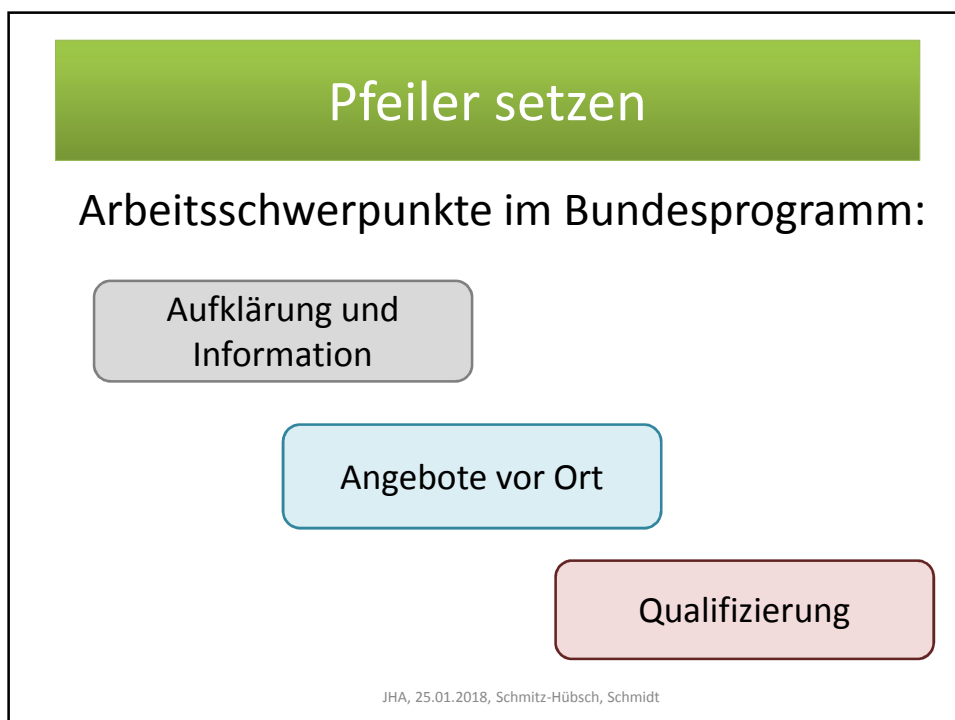 Pfeiler setzen
Arbeitsschwerpunkte im Bundesprogramm:
Aufklärung und
Information
Angebote vor Ort
Qualifizierung
JHA, 25.01.2018, Schmitz-Hübsch, Schmidt